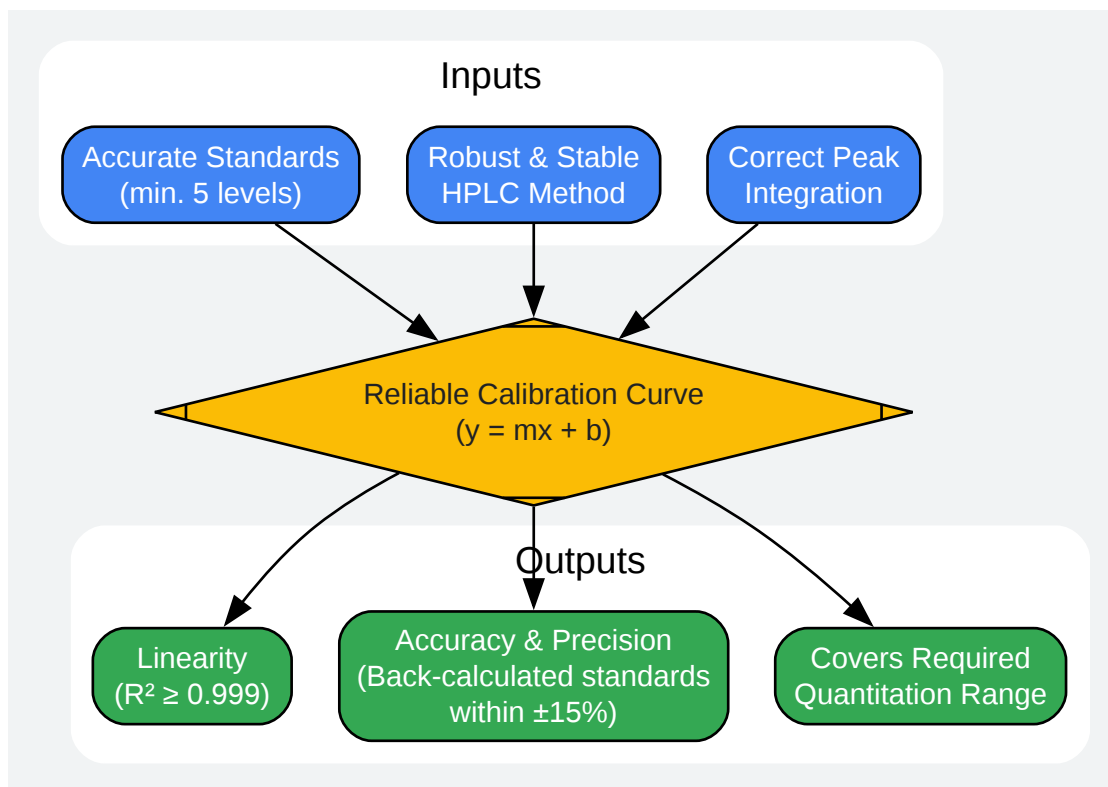 Inputs
Accurate Standards
(min. 5 levels)
Robust & Stable
HPLC Method
Correct Peak
Integration
Reliable Calibration Curve
(y = mx + b)
Outputs
Linearity
(R² ≥ 0.999)
Accuracy & Precision
(Back-calculated standards
within ±15%)
Covers Required
Quantitation Range